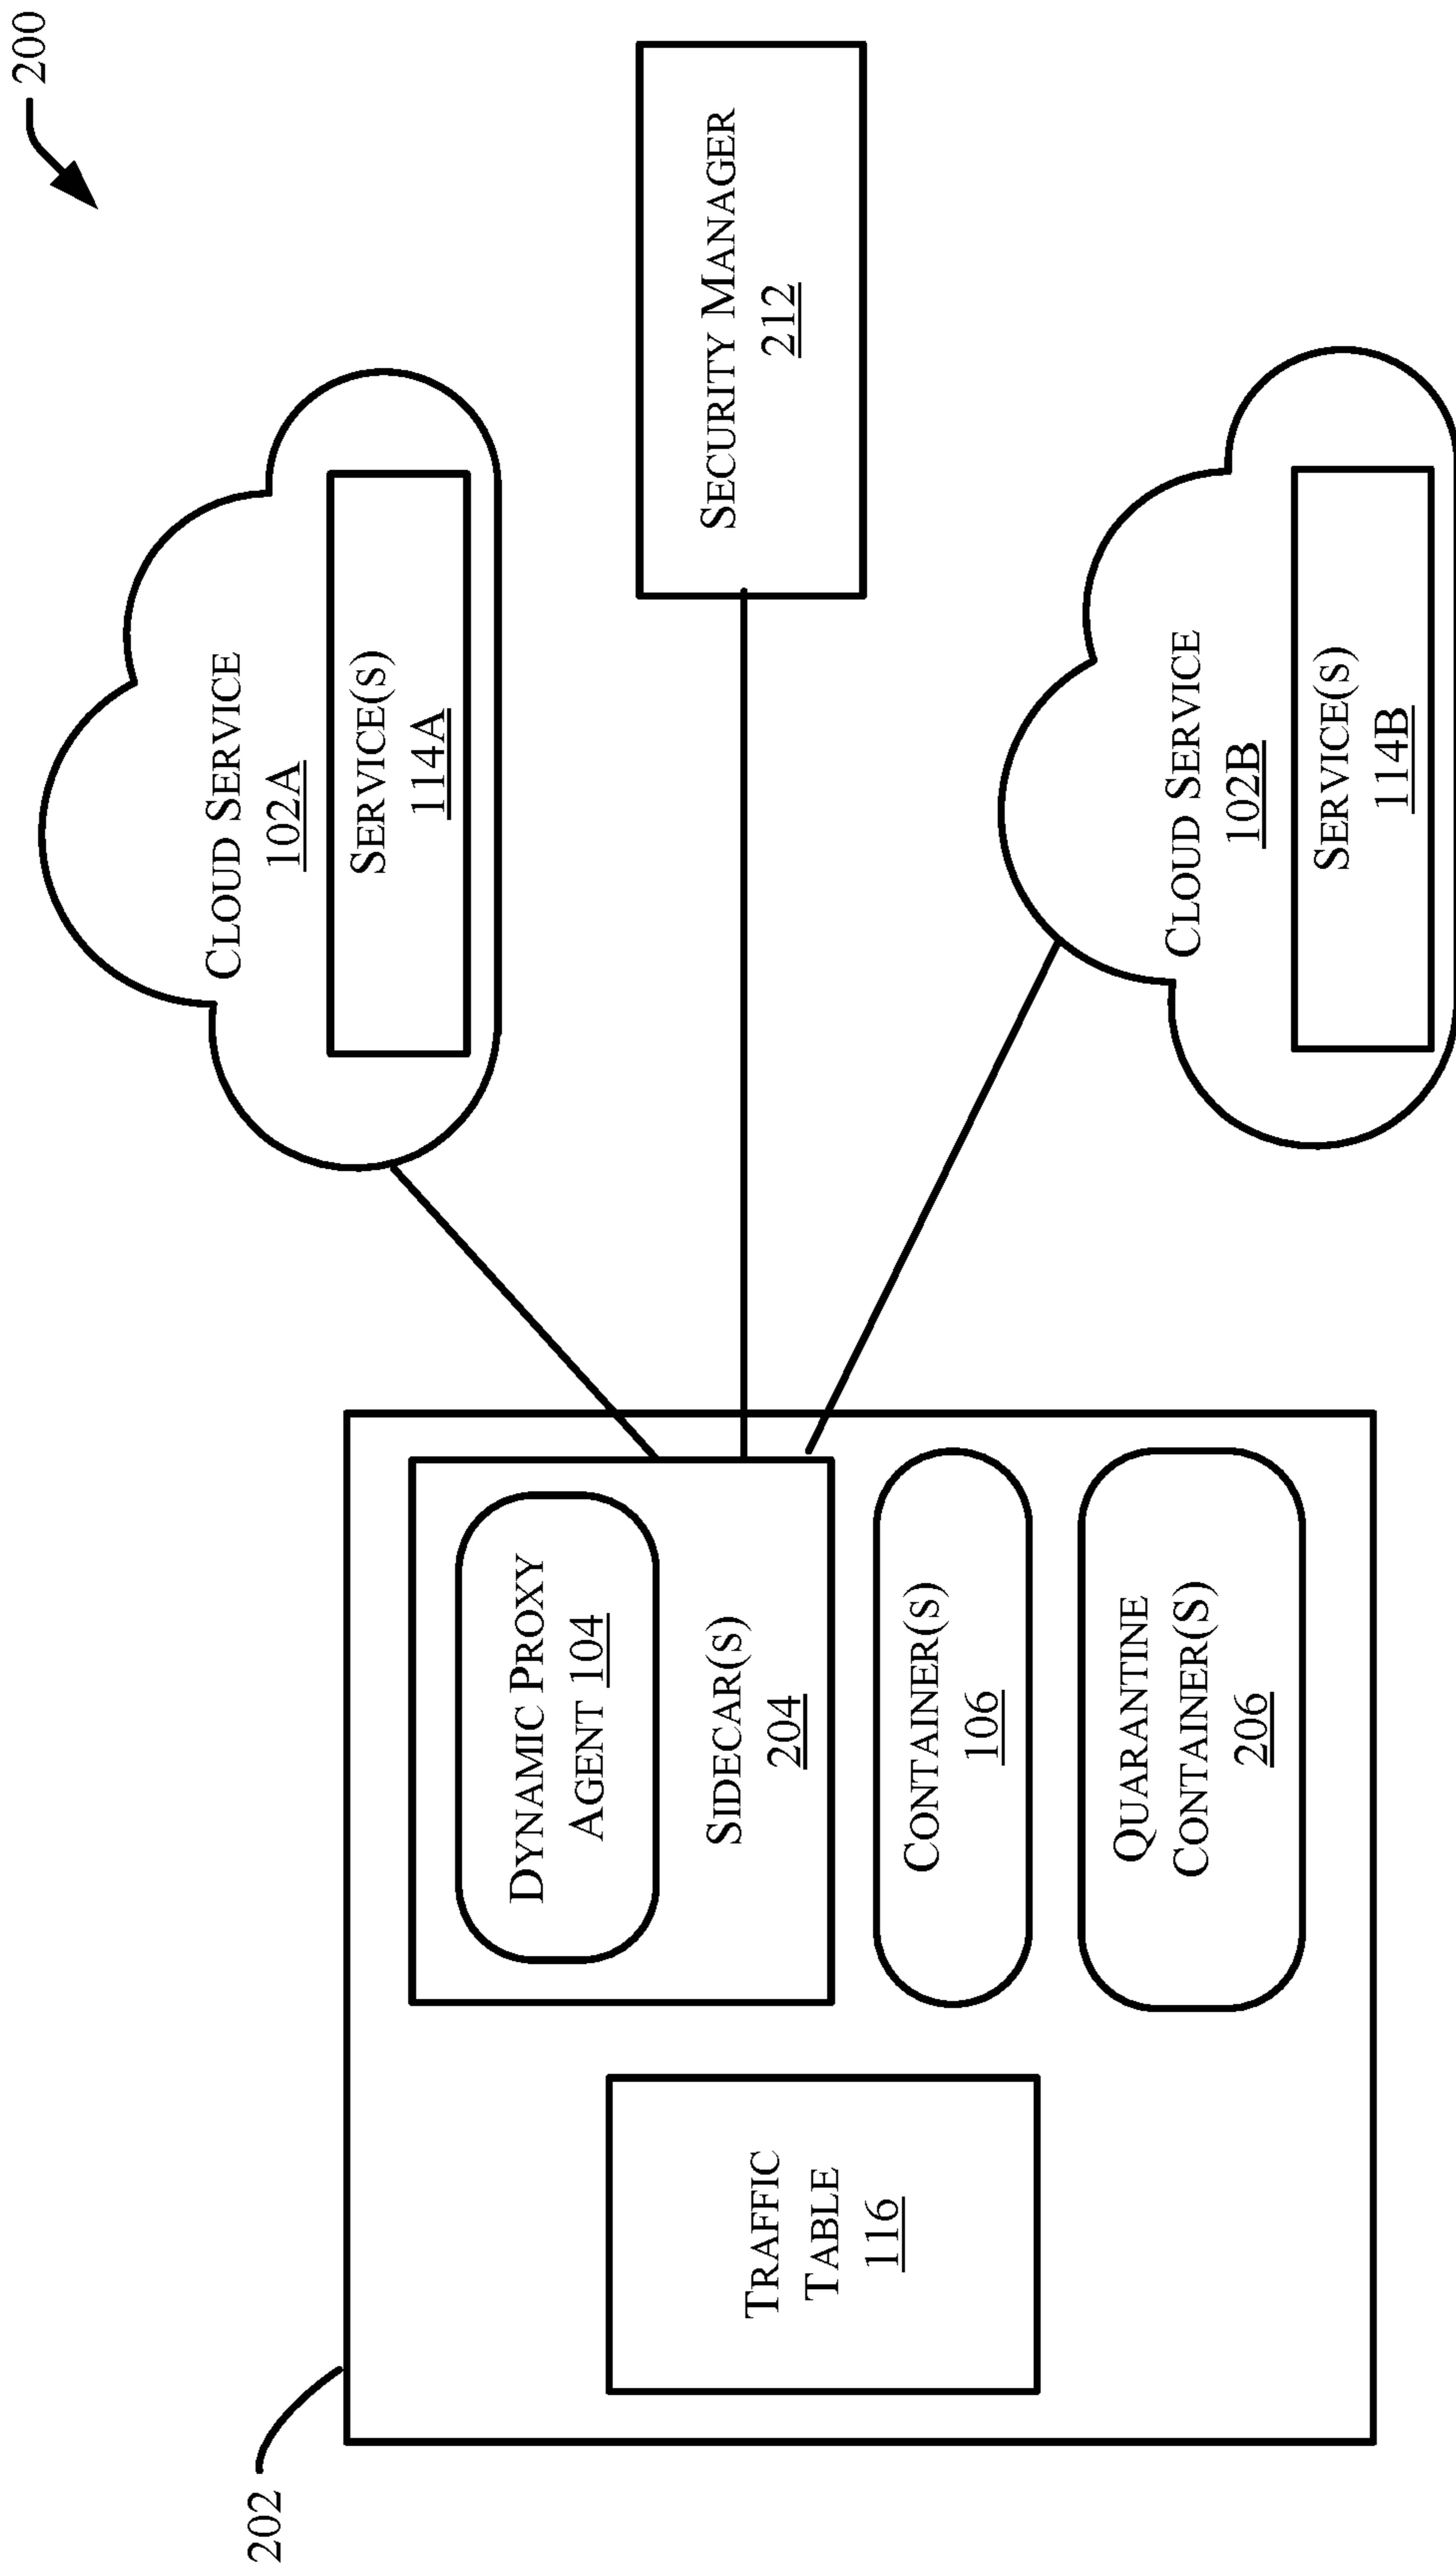 200
CLOUD SERVICE
102A
SERVICE(S)
114A
SECURITY MANAGER
212
CLOUD SERVICE
102B
SERVICE(S)
114B
202
DYNAMIC PROXY
AGENT 104
SIDECAR(S)
204
CONTAINER(S)
106
QUARANTINE
CONTAINER(S)
206
TRAFFIC
TABLE
116